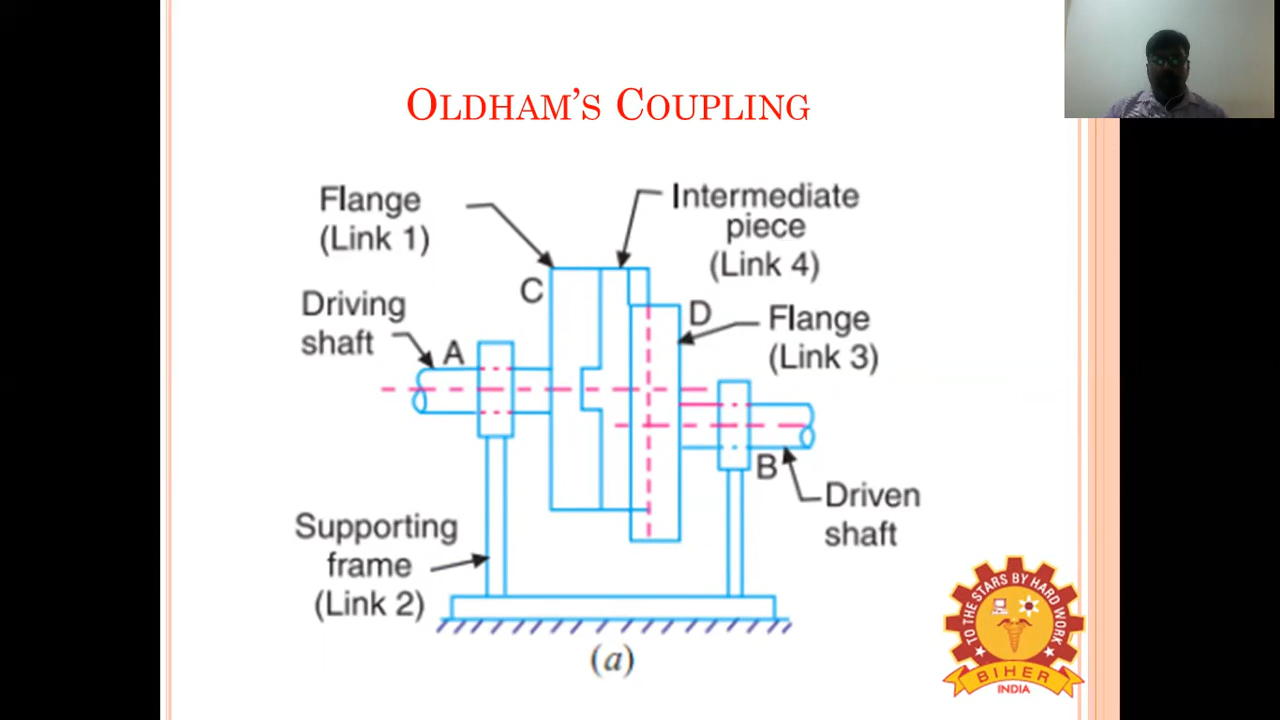 OLDHAM'S COUPLING
Flange
(Link 1)
Intermediate
piece
(Link 4)
C
Driving
shaft
A
D
Flange
(Link 3)
B
Driven
shaft
Supporting
frame
(Link 2)
(a)
TO THE STARS BY HARD WORK
BIHER
INDIA